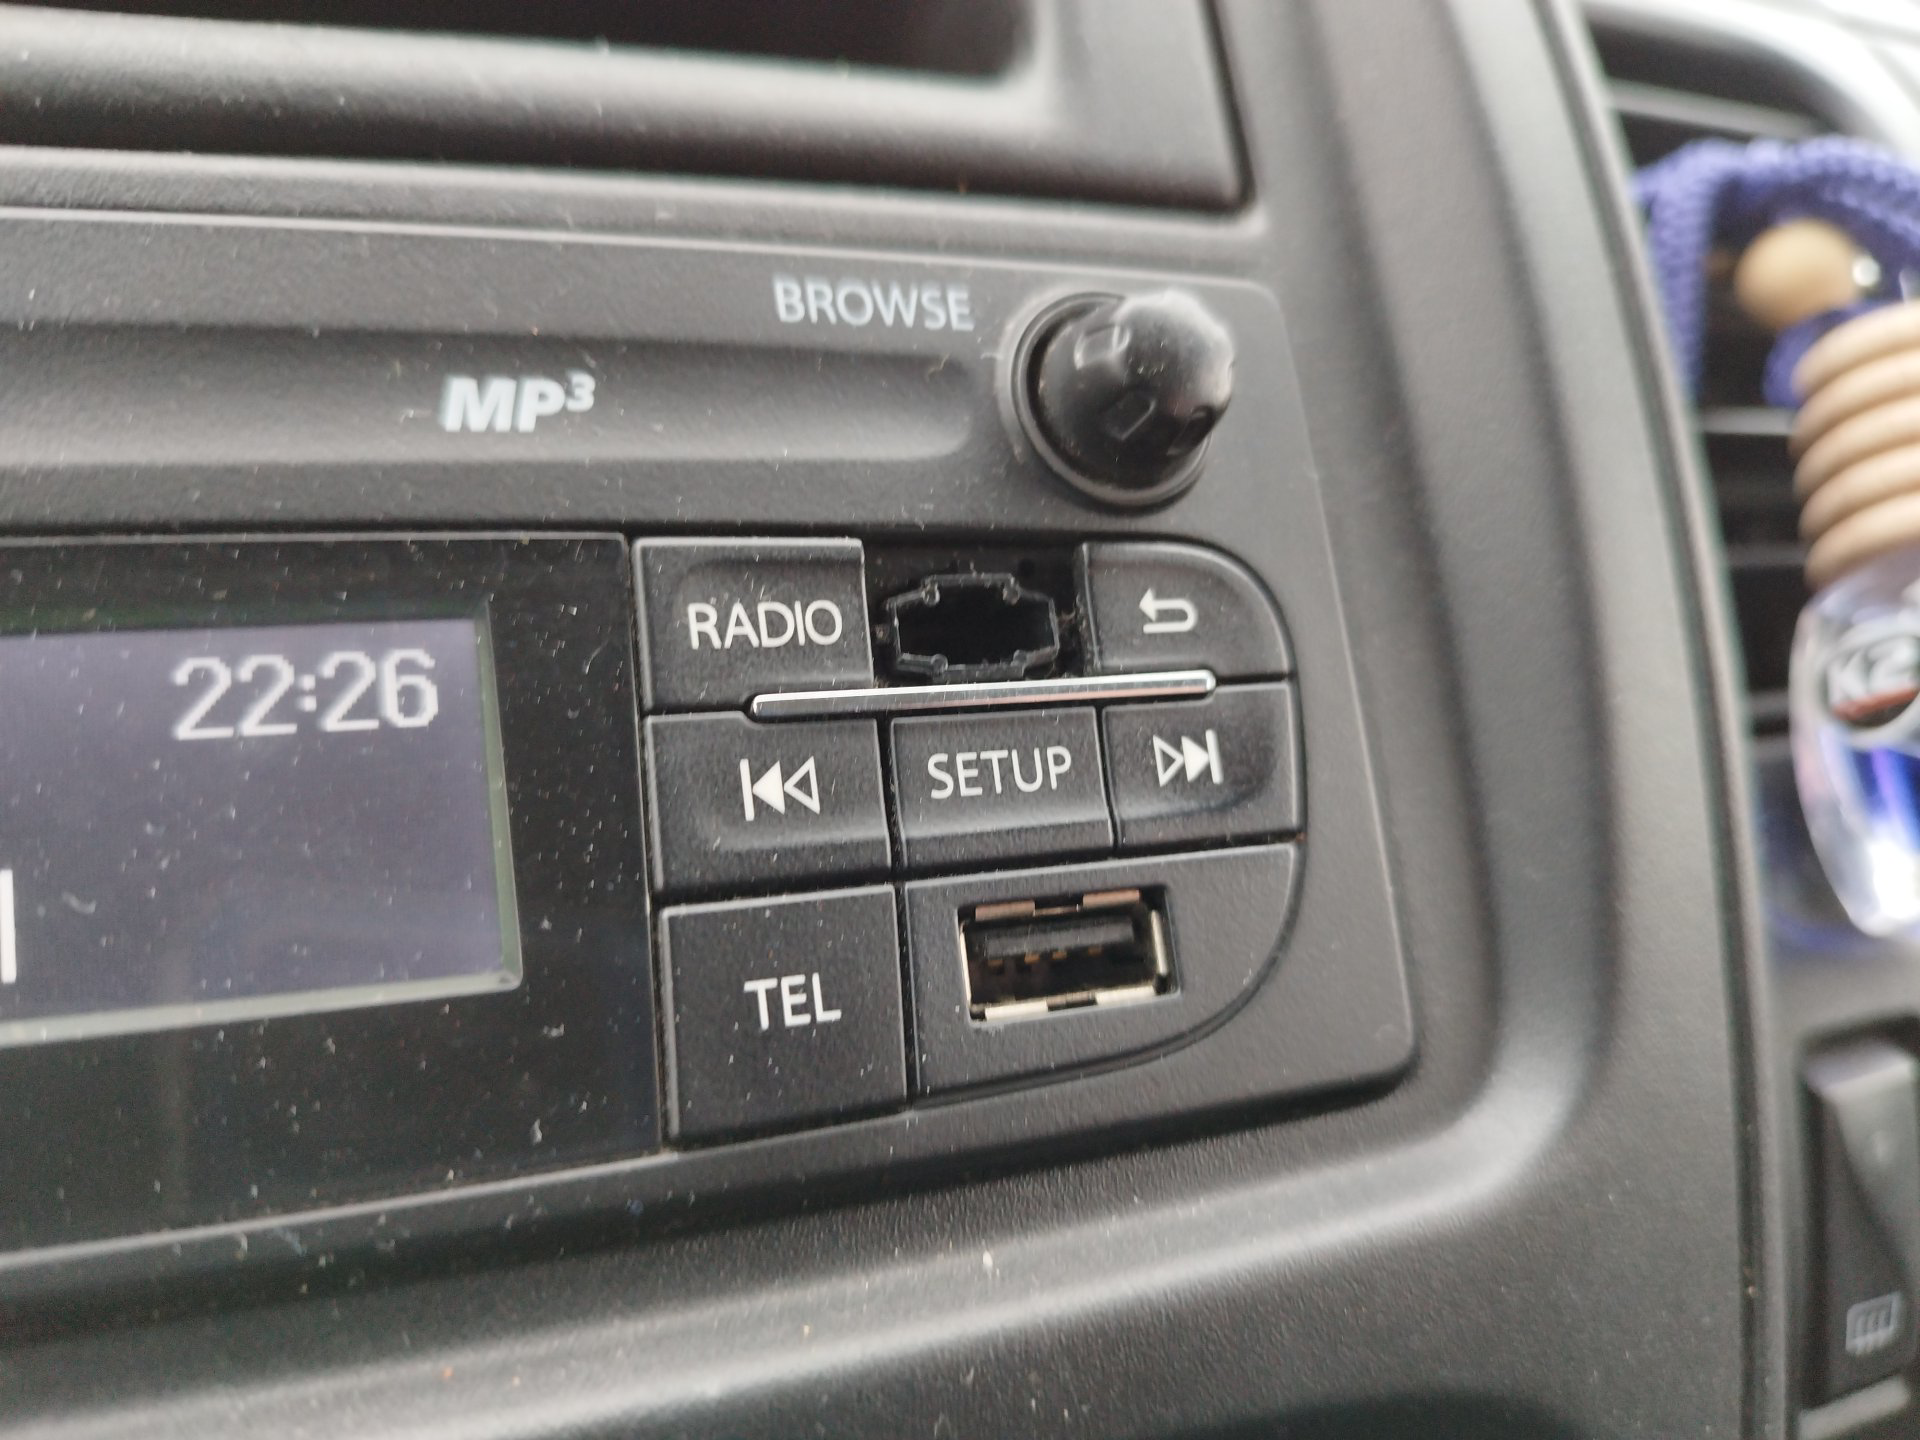 BROWSE
MP3
22:26
RADIO
SETUP
TEL
K2